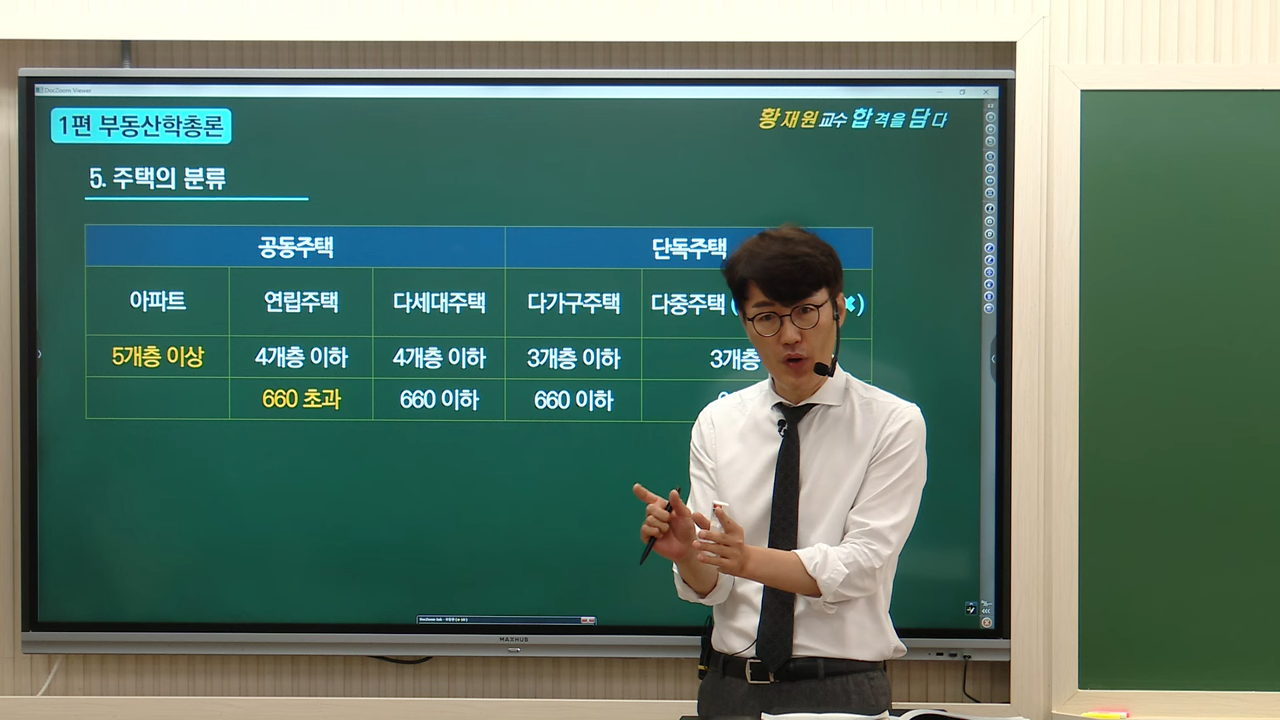 DocZoom Viewer
1편 부동산학총론
황재원교수 합격을 담다
5. 주택의 분류
공동주택 단독주택
아파트 연립주택 다세대주택 다가구주택 다중주택 (
5개층 이상 4개층 이하 4개층 이하 3개층 이하 3개층
660 초과 660 이하 660 이하
MAXHUB